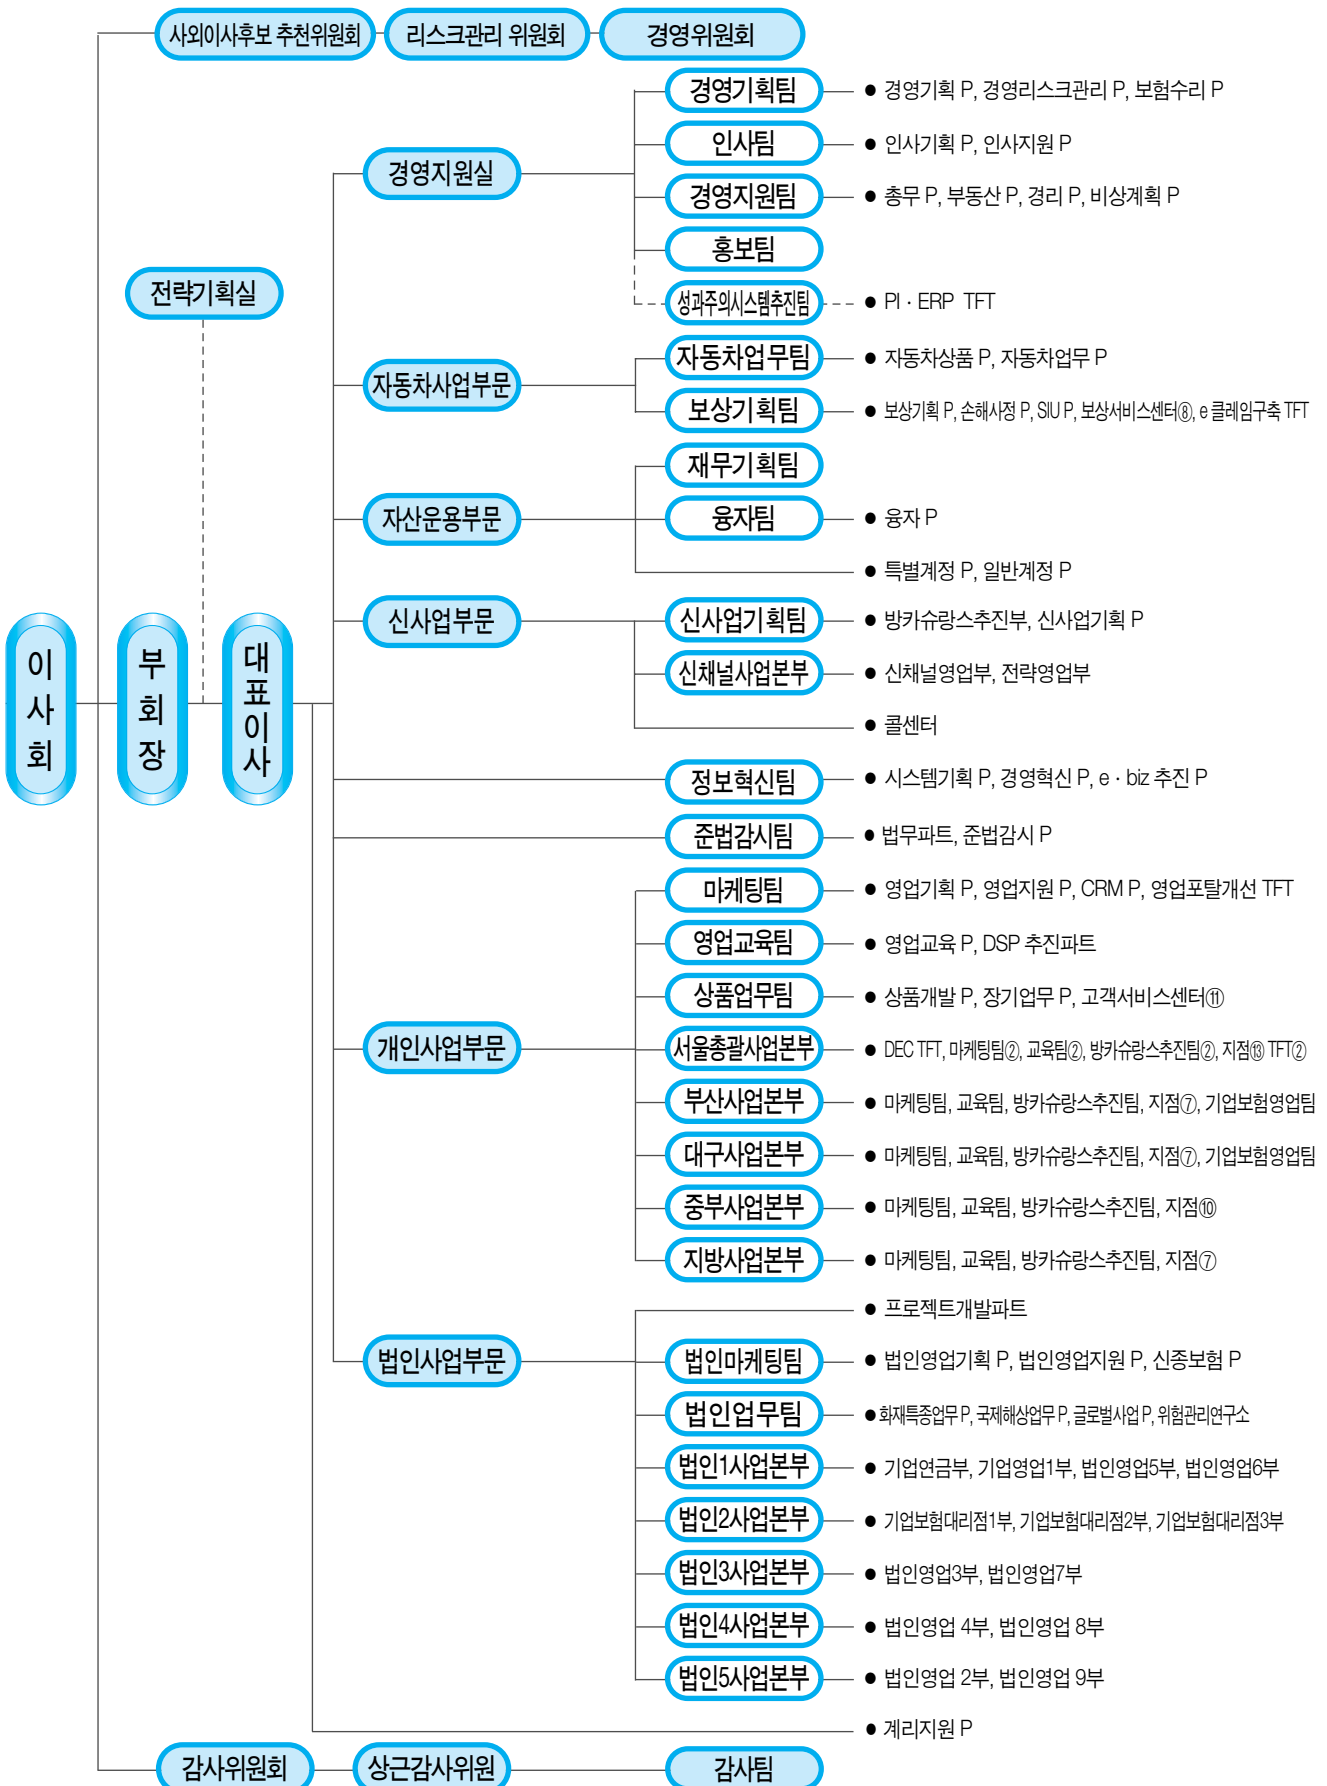 사외이사후보 추천위원회 리스크관리 위원회 경영위원회
경영기획팀 ● 경영기획 P, 경영리스크관리 P, 보험수리 P
인사팀 ● 인사기획 P, 인사지원 P
경영지원실
경영지원팀 ● 총무 P, 부동산 P, 경리 P, 비상계획 P
홍보팀
전략기획실
성과주의시스템추진팀 ● PI · ERP TFT
자동차업무팀 ● 자동차상품 P, 자동차업무 P
자동차사업부문
보상기획팀 ● 보상기획 P, 손해사정 P, SIU P, 보상서비스센터⑧, e 클레임구축 TFT
재무기획팀
자산운용부문
융자팀 ● 융자 P
● 특별계정 P, 일반계정 P
신사업부문
신사업기획팀 ● 방카슈랑스추진부, 신사업기획 P
신채널사업본부 ● 신채널영업부, 전략영업부
이사회
부회장
대표이사
● 콜센터
정보혁신팀 ● 시스템기획 P, 경영혁신 P, e · biz 추진 P
준법감시팀 ● 법무파트, 준법감시 P
마케팅팀 ● 영업기획 P, 영업지원 P, CRM P, 영업포탈개선 TFT
영업교육팀 ● 영업교육 P, DSP 추진파트
상품업무팀 ● 상품개발 P, 장기업무 P, 고객서비스센터⑪
개인사업부문
서울총괄사업본부 ● DEC TFT, 마케팅팀②, 교육팀②, 방카슈랑스추진팀②, 지점⑬ TFT②
부산사업본부 ● 마케팅팀, 교육팀, 방카슈랑스추진팀, 지점⑦, 기업보험영업팀
대구사업본부 ● 마케팅팀, 교육팀, 방카슈랑스추진팀, 지점⑦, 기업보험영업팀
중부사업본부 ● 마케팅팀, 교육팀, 방카슈랑스추진팀, 지점⑩
지방사업본부 ● 마케팅팀, 교육팀, 방카슈랑스추진팀, 지점⑦
● 프로젝트개발파트
법인사업부문
법인마케팅팀 ● 법인영업기획 P, 법인영업지원 P, 신종보험 P
법인업무팀 ● 화재특종업무 P, 국제해상업무 P, 글로벌사업 P, 위험관리연구소
법인1사업본부 ● 기업연금부, 기업영업1부, 법인영업5부, 법인영업6부
법인2사업본부 ● 기업보험대리점1부, 기업보험대리점2부, 기업보험대리점3부
법인3사업본부 ● 법인영업3부, 법인영업7부
법인4사업본부 ● 법인영업 4부, 법인영업 8부
법인5사업본부 ● 법인영업 2부, 법인영업 9부
● 계리지원 P
감사위원회 상근감사위원 감사팀